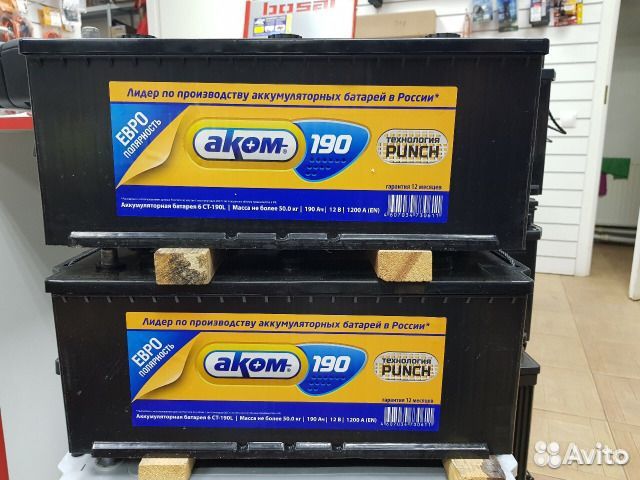 bosal
Лидер по производству аккумуляторных батарей в России*
ЕВРО
ПОЛЯРНОСТЬ
аком 190
технология
PUNCH
гарантия 12 месяцев
Аккумуляторная батарея 6 СТ-190L | Масса не более 50.0 кг | 190 Ач | 12 В | 1200 А (EN)
4607034730611
Лидер по производству аккумуляторных батарей в России*
ЕВРО
ПОЛЯРНОСТЬ
аком 190
технология
PUNCH
гарантия 12 месяцев
Аккумуляторная батарея 6 СТ-190L | Масса не более 50.0 кг | 190 Ач | 12 В | 1200 А (EN)
4607034730611
Avito